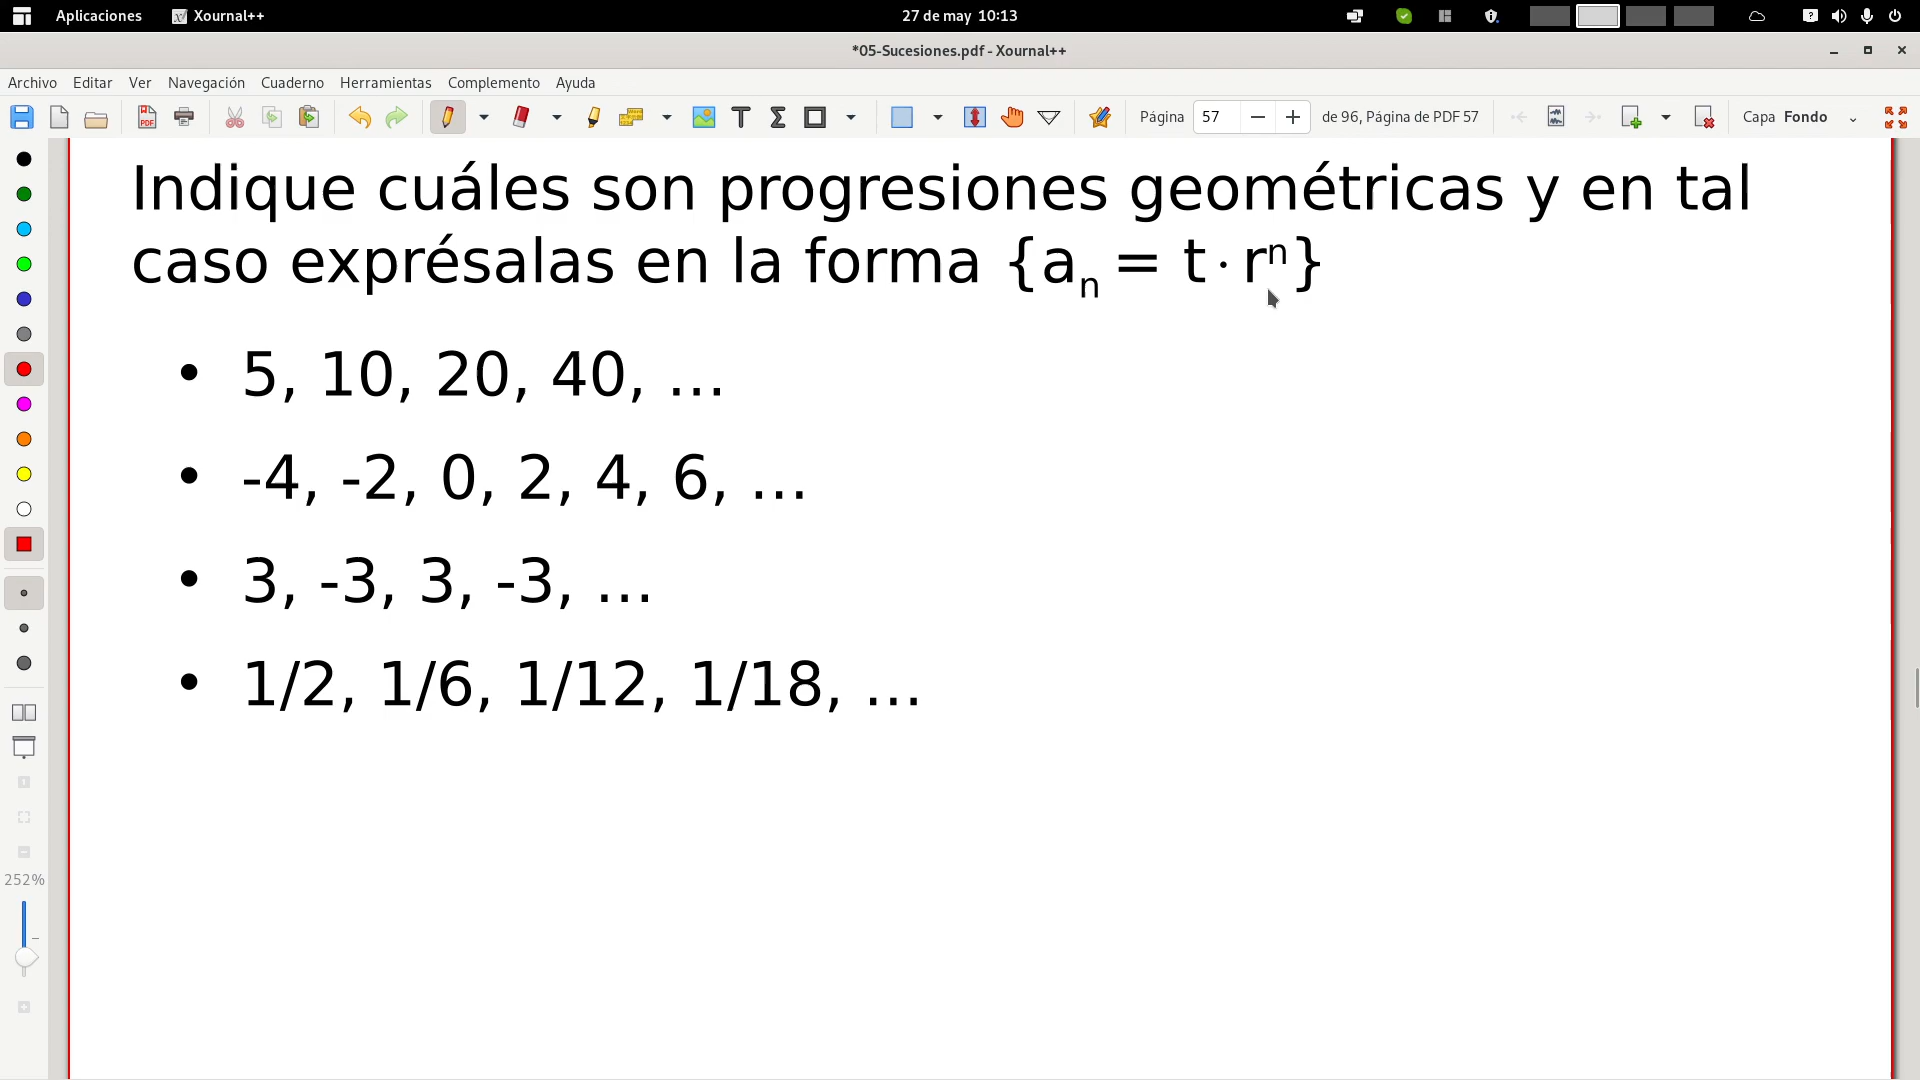 Aplicaciones Xournal++ 27 de may 10:13
*05-Sucesiones.pdf - Xournal++
Archivo Editar Ver Navegación Cuaderno Herramientas Complemento Ayuda
Página 57 de 96, Página de PDF 57 Capa Fondo
Indique cuáles son progresiones geométricas y en tal
caso exprésalas en la forma {aₙ = t · rⁿ}
• 5, 10, 20, 40, …
• -4, -2, 0, 2, 4, 6, …
• 3, -3, 3, -3, …
• 1/2, 1/6, 1/12, 1/18, …
252%